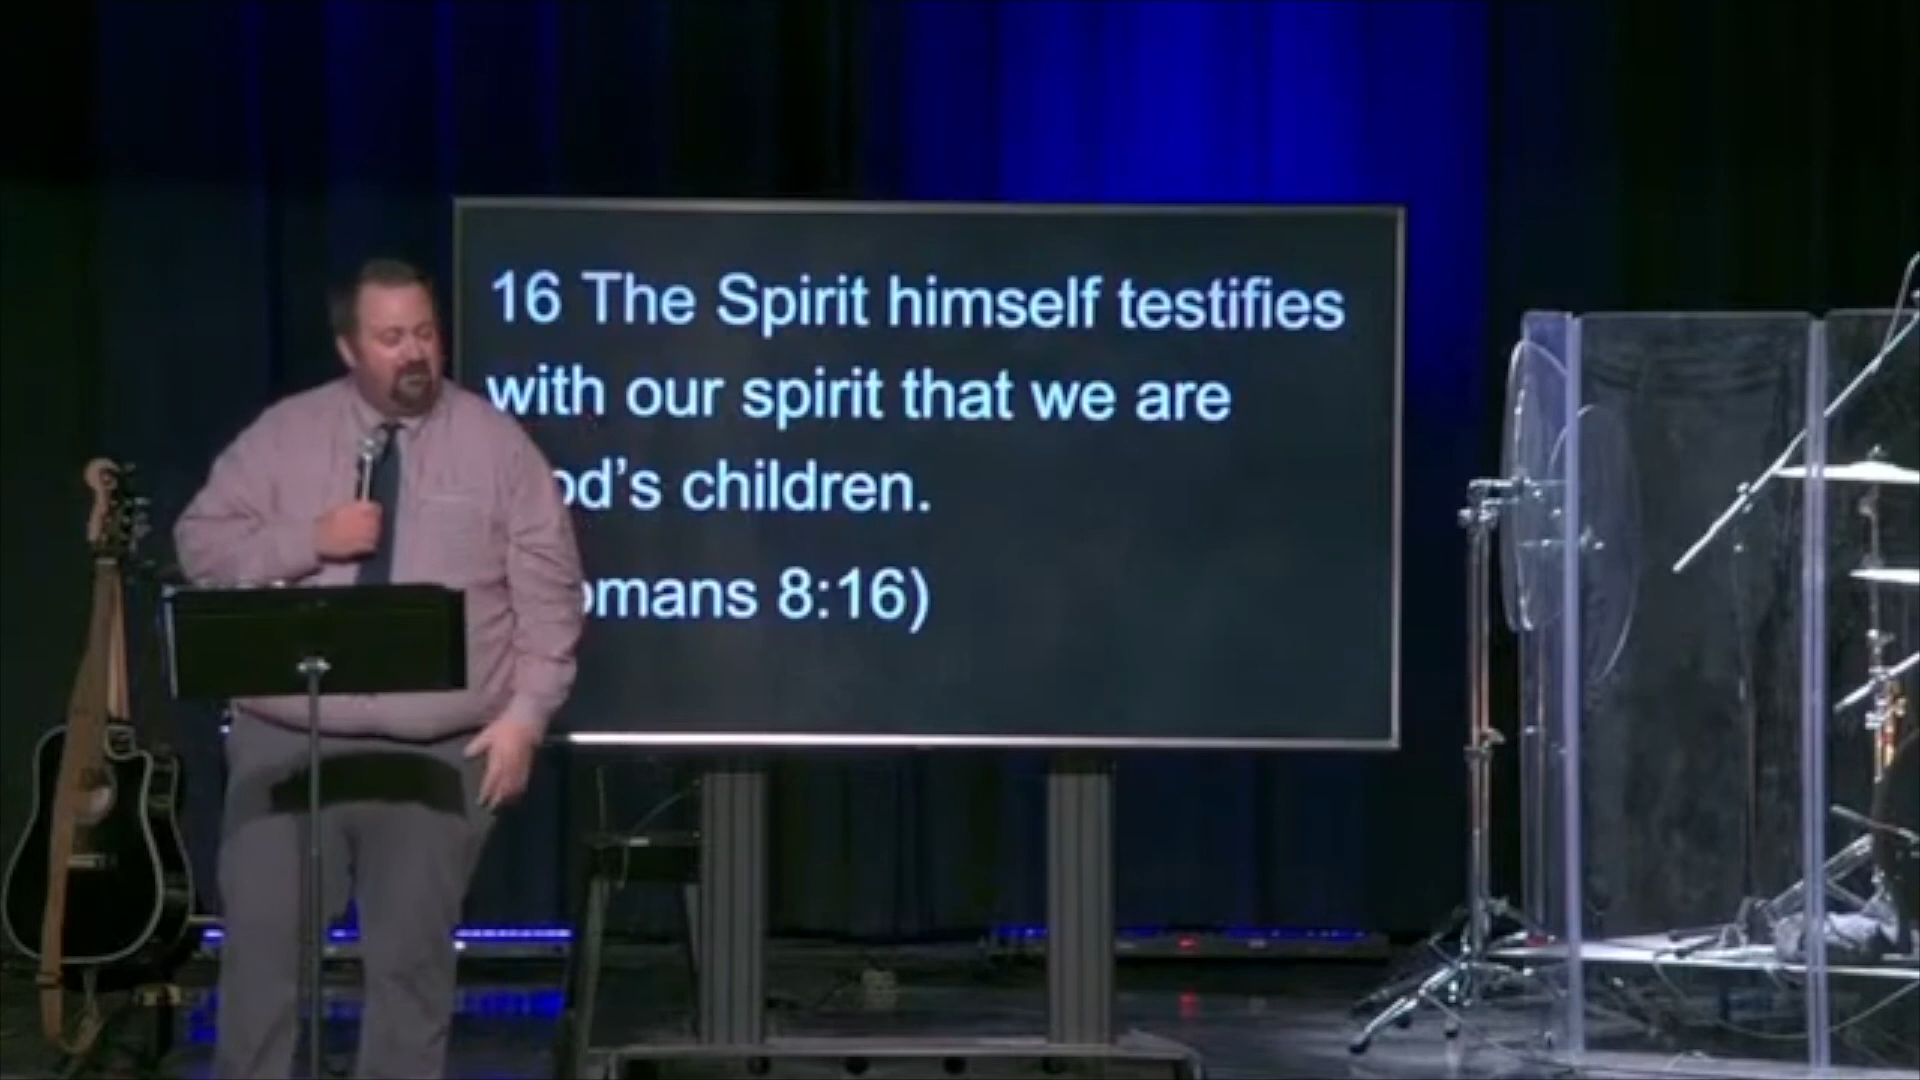 16 The Spirit himself testifies
with our spirit that we are
od's children.
omans 8:16)